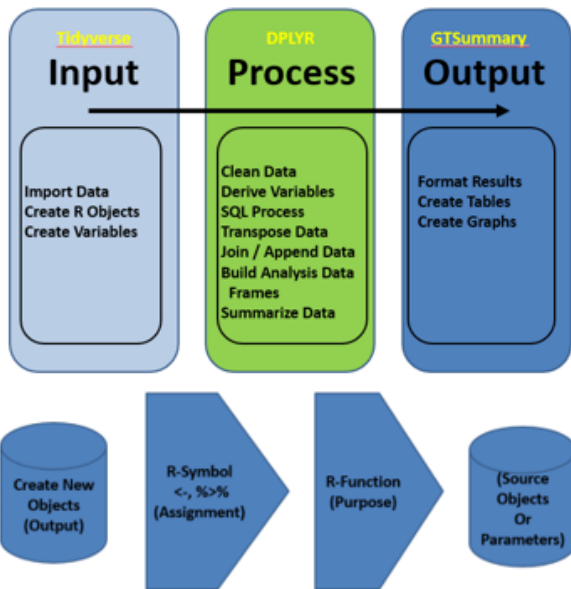 Tidyverse
Input
Import Data
Create R Objects
Create Variables
DPLYR
Process
Clean Data
Derive Variables
SQL Process
Transpose Data
Join / Append Data
Build Analysis Data
Frames
Summarize Data
GTSummary
Output
Format Results
Create Tables
Create Graphs
Create New
Objects
(Output)
R-Symbol
<-, %>%
(Assignment)
R-Function
(Purpose)
(Source
Objects
Or
Parameters)